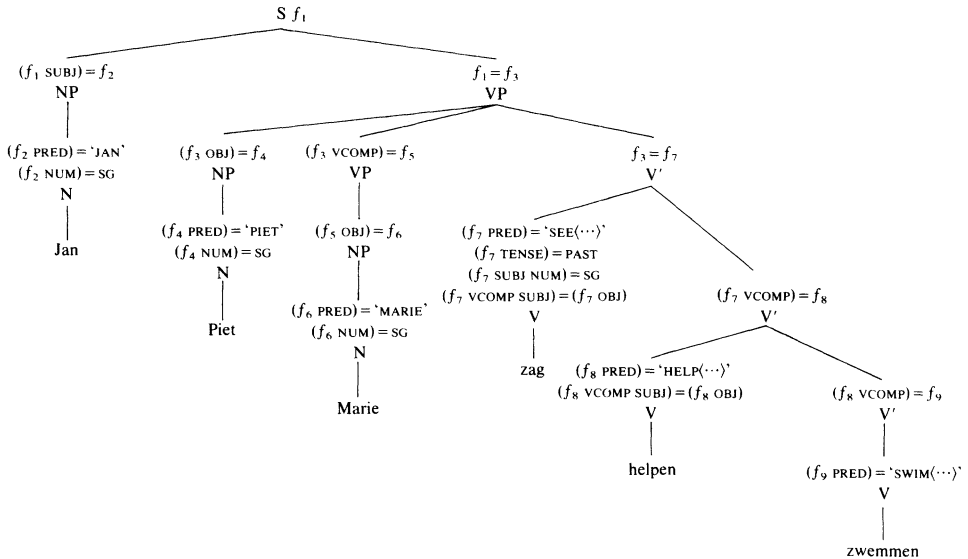 S f₁
(f₁ SUBJ) = f₂
NP
f₁ = f₃
VP
(f₂ PRED) = ‘JAN’
(f₂ NUM) = SG
N
Jan
(f₃ OBJ) = f₄
NP
(f₃ VCOMP) = f₅
VP
f₃ = f₇
V′
(f₄ PRED) = ‘PIET’
(f₄ NUM) = SG
N
Piet
(f₅ OBJ) = f₆
NP
(f₆ PRED) = ‘MARIE’
(f₆ NUM) = SG
N
Marie
(f₇ PRED) = ‘SEE⟨⋯⟩’
(f₇ TENSE) = PAST
(f₇ SUBJ NUM) = SG
(f₇ VCOMP SUBJ) = (f₇ OBJ)
V
zag
(f₇ VCOMP) = f₈
V′
(f₈ PRED) = ‘HELP⟨⋯⟩’
(f₈ VCOMP SUBJ) = (f₈ OBJ)
V
helpen
(f₈ VCOMP) = f₉
V′
(f₉ PRED) = ‘SWIM⟨⋯⟩’
V
zwemmen